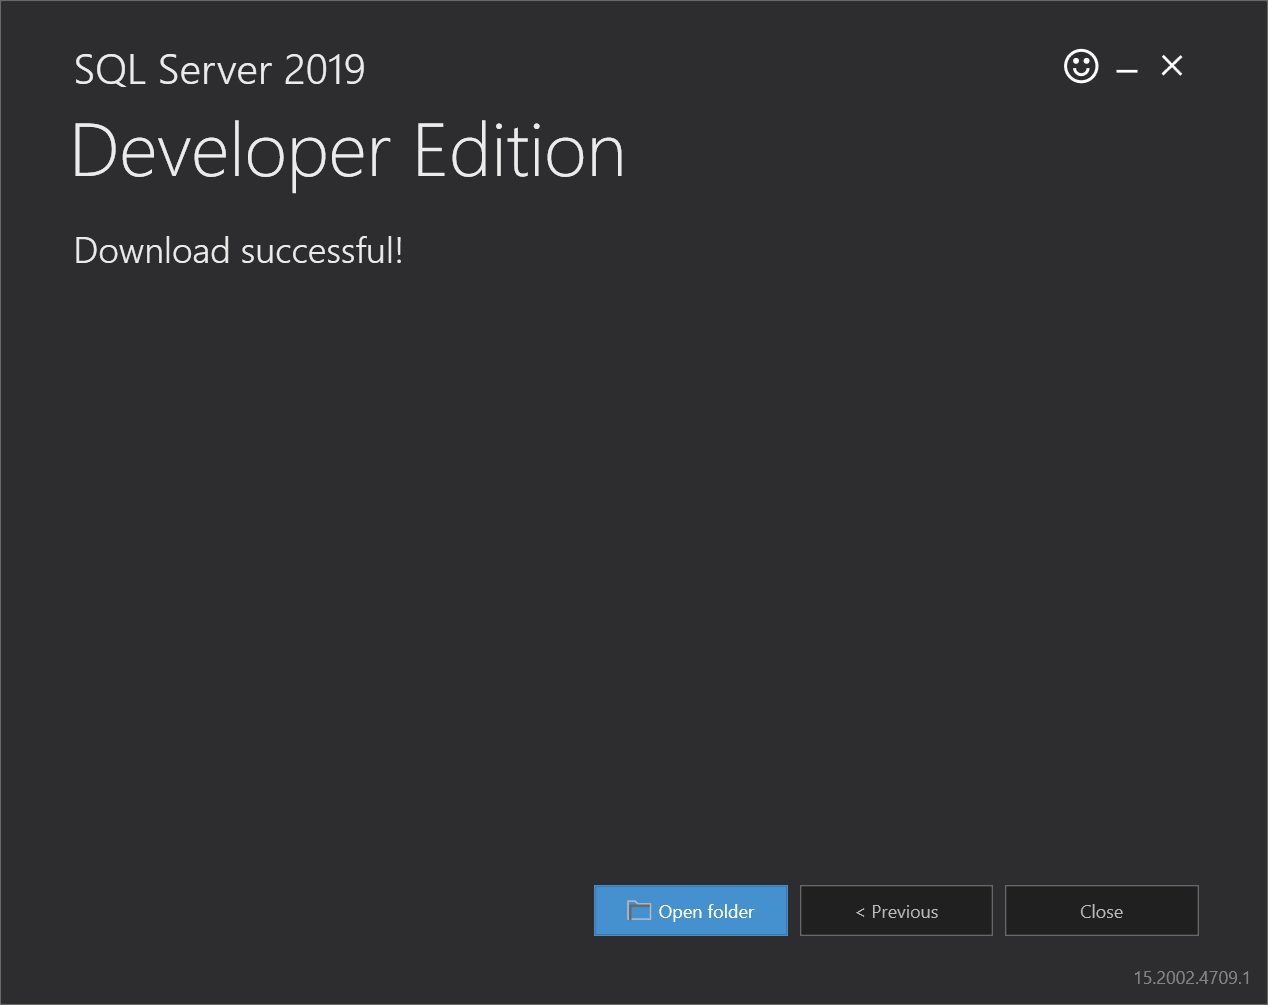 SQL Server 2019
Developer Edition
Download successful!
Open folder
< Previous
Close
15.2002.4709.1